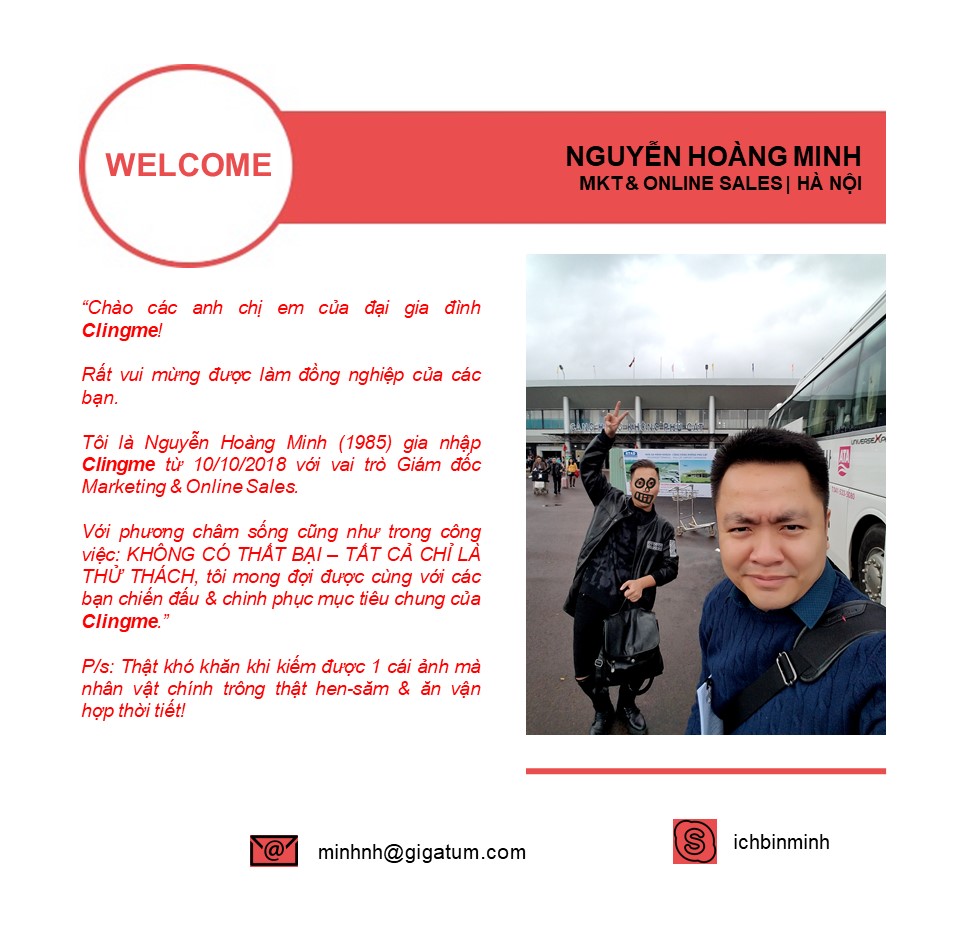 WELCOME
NGUYỄN HOÀNG MINH
MKT & ONLINE SALES | HÀ NỘI
“Chào các anh chị em của đại gia đình
Clingme!
Rất vui mừng được làm đồng nghiệp của các
bạn.
Tôi là Nguyễn Hoàng Minh (1985) gia nhập
Clingme từ 10/10/2018 với vai trò Giám đốc
Marketing & Online Sales.
Với phương châm sống cũng như trong công
việc: KHÔNG CÓ THẤT BẠI – TẤT CẢ CHỈ LÀ
THỬ THÁCH, tôi mong đợi được cùng với các
bạn chiến đấu & chinh phục mục tiêu chung của
Clingme.”
P/s: Thật khó khăn khi kiếm được 1 cái ảnh mà
nhân vật chính trông thật hen-săm & ăn vận
hợp thời tiết!
minhnh@gigatum.com
ichbinminh